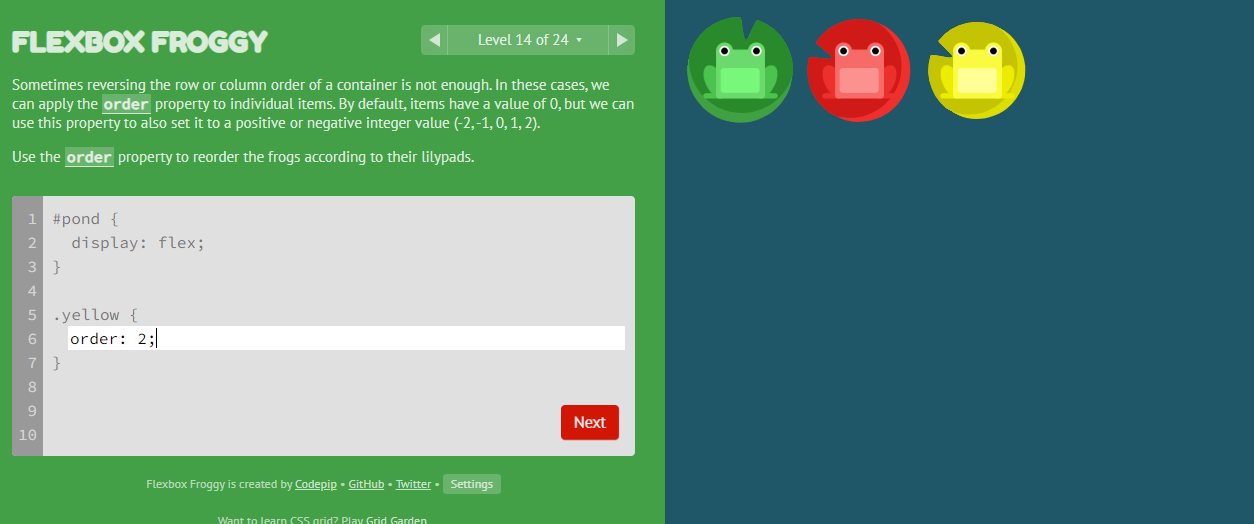 FLEXBOX FROGGY
Level 14 of 24
Sometimes reversing the row or column order of a container is not enough. In these cases, we
can apply the order property to individual items. By default, items have a value of 0, but we can
use this property to also set it to a positive or negative integer value (-2, -1, 0, 1, 2).
Use the order property to reorder the frogs according to their lilypads.
1 #pond {
2 display: flex;
3 }
4
5 .yellow {
6 order: 2;
7 }
8
9
10
Next
Flexbox Froggy is created by Codepip • GitHub • Twitter • Settings
Want to learn CSS grid? Play Grid Garden.